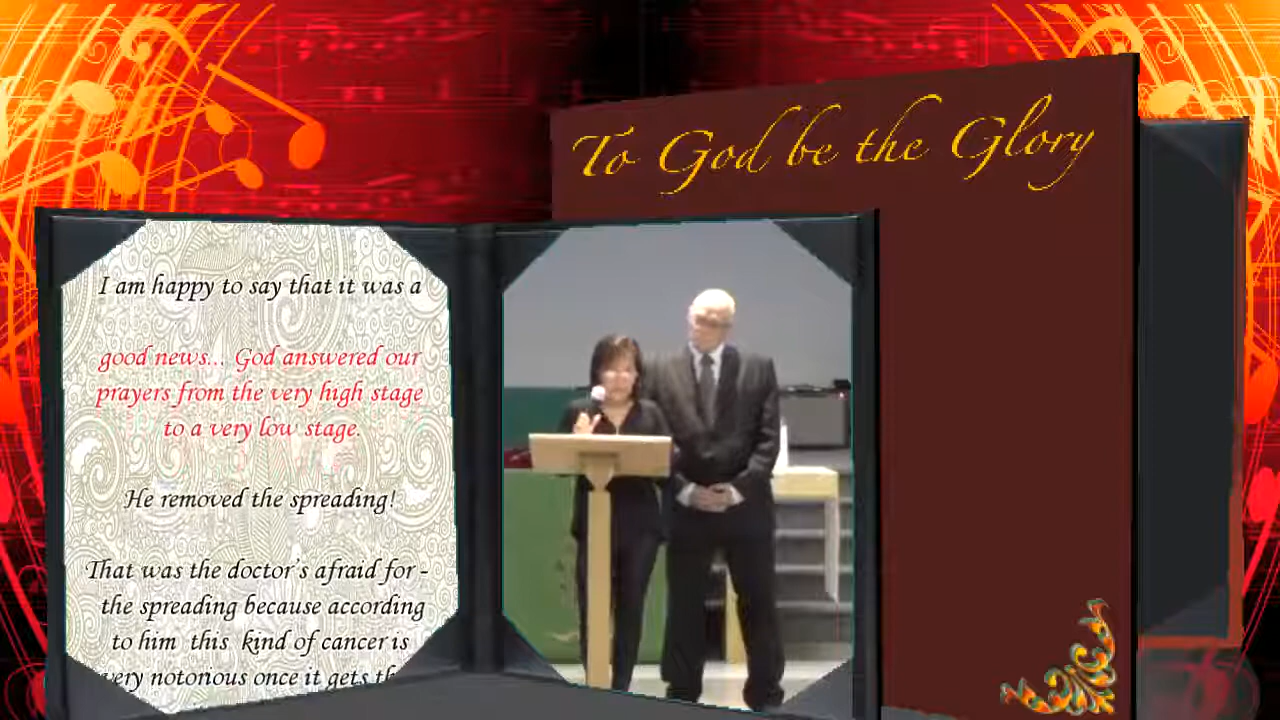 To God be the Glory
I am happy to say that it was a
good news... God answered our
prayers from the very high stage
to a very low stage.
He removed the spreading!
That was the doctor's afraid for -
the spreading because according
to him this kind of cancer is
very notorious once it gets